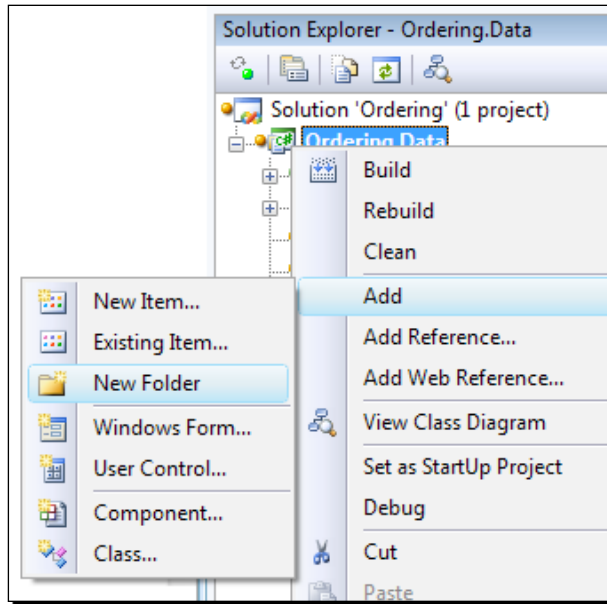 Solution Explorer - Ordering.Data
Solution 'Ordering' (1 project)
Ordering.Data
Build
Rebuild
Clean
Add
Add Reference...
Add Web Reference...
View Class Diagram
Set as StartUp Project
Debug
Cut
Paste
New Item...
Existing Item...
New Folder
Windows Form...
User Control...
Component...
Class...